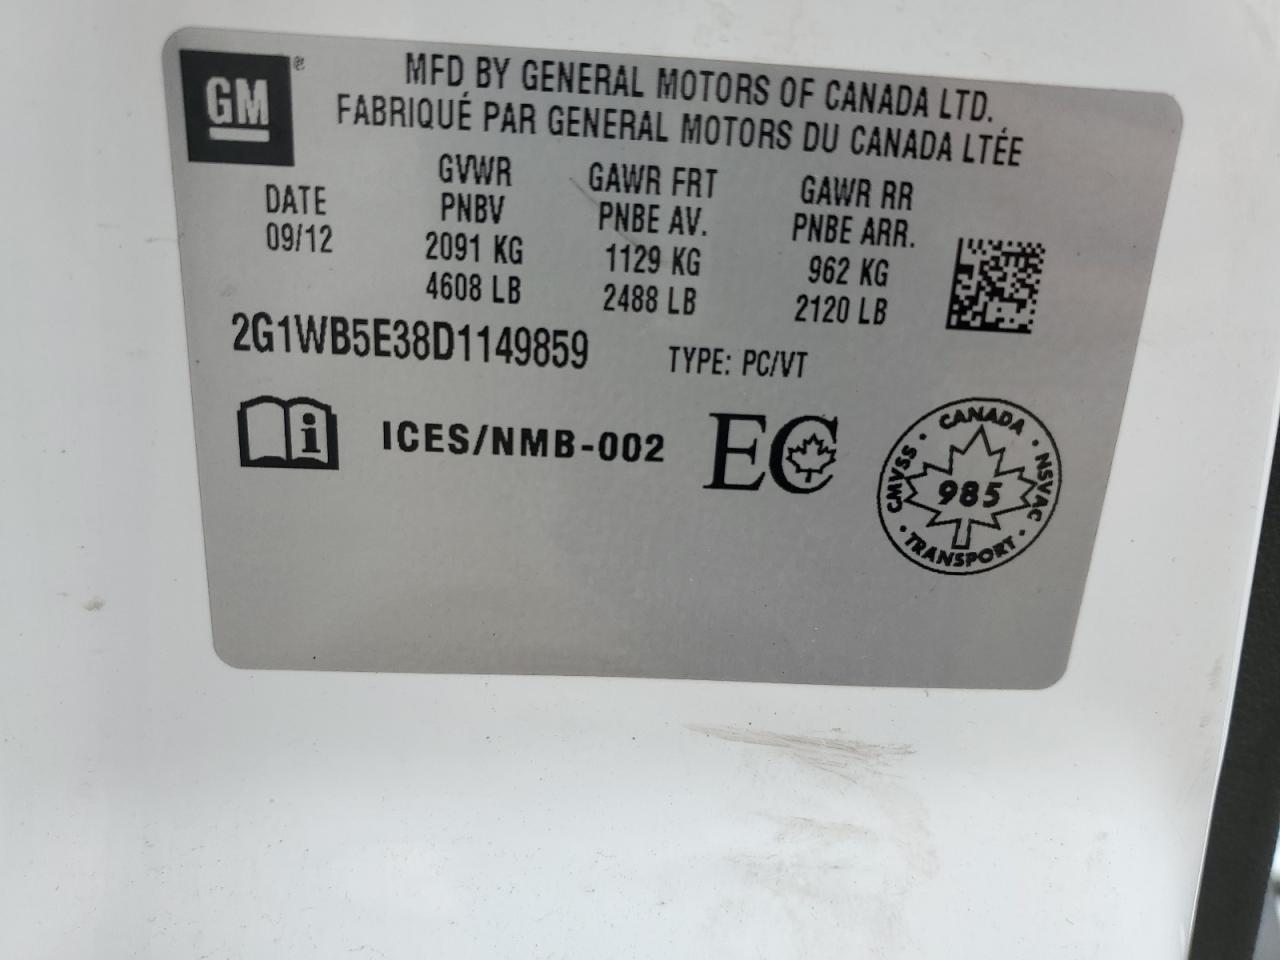 GM
MFD BY GENERAL MOTORS OF CANADA LTD.
FABRIQUÉ PAR GENERAL MOTORS DU CANADA LTÉE
DATE
09/12
GVWR
PNBV
2091 KG
4608 LB
GAWR FRT
PNBE AV.
1129 KG
2488 LB
GAWR RR
PNBE ARR.
962 KG
2120 LB
2G1WB5E38D1149859
TYPE: PC/VT
i
ICES/NMB-002
EC
CANADA · NSVAC · TRANSPORT · CMVSS ·
985